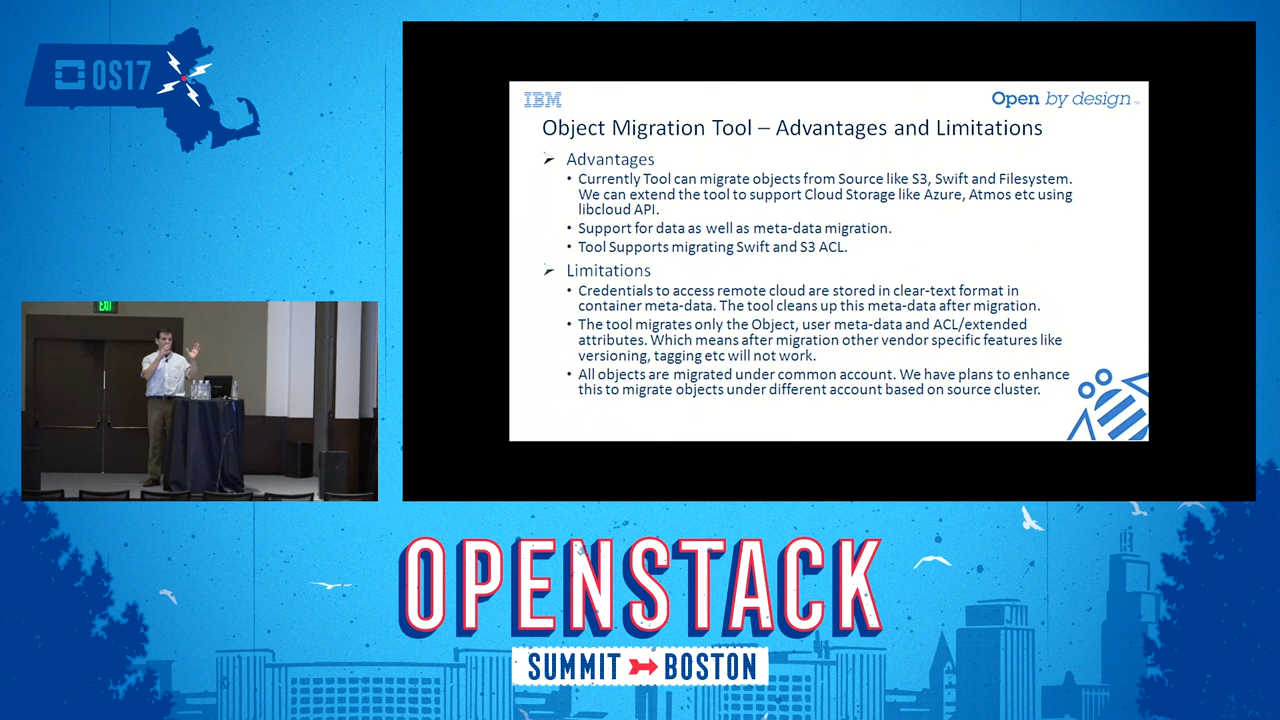 OS17
EXIT
IBM
Open by design
Object Migration Tool – Advantages and Limitations
➢ Advantages
• Currently Tool can migrate objects from Source like S3, Swift and Filesystem.
We can extend the tool to support Cloud Storage like Azure, Atmos etc using
libcloud API.
• Support for data as well as meta-data migration.
• Tool Supports migrating Swift and S3 ACL.
➢ Limitations
• Credentials to access remote cloud are stored in clear-text format in
container meta-data. The tool cleans up this meta-data after migration.
• The tool migrates only the Object, user meta-data and ACL/extended
attributes. Which means after migration other vendor specific features like
versioning, tagging etc will not work.
• All objects are migrated under common account. We have plans to enhance
this to migrate objects under different account based on source cluster.
OPENSTACK
SUMMIT BOSTON